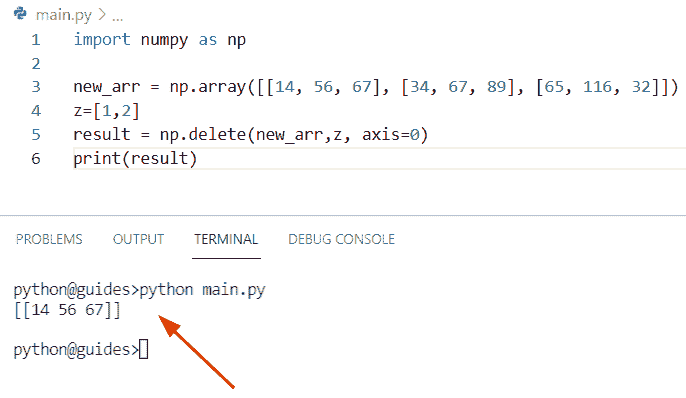 main.py > ...
1 import numpy as np
2
3 new_arr = np.array([[14, 56, 67], [34, 67, 89], [65, 116, 32]])
4 z=[1,2]
5 result = np.delete(new_arr,z, axis=0)
6 print(result)
PROBLEMS OUTPUT TERMINAL DEBUG CONSOLE
python@guides>python main.py
[[14 56 67]]
python@guides>